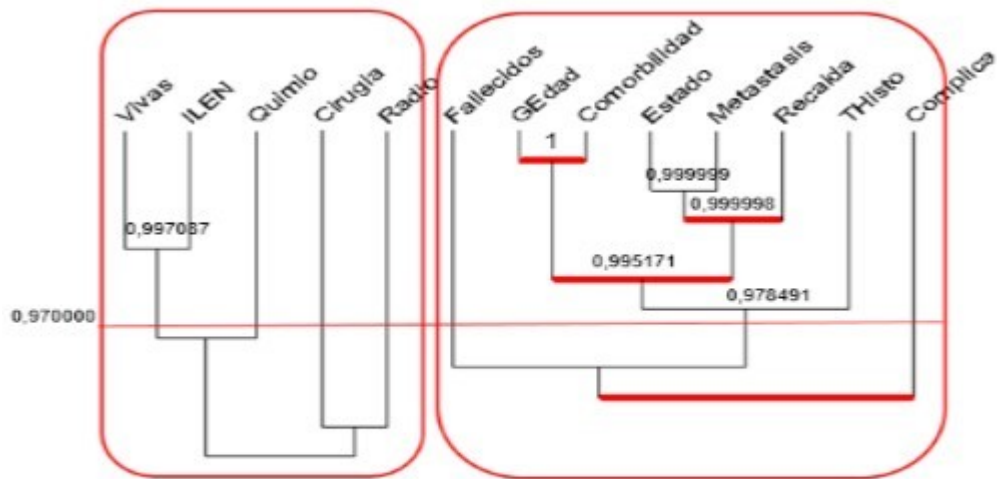 Vivas
ILEN
Quimio
Cirugia
Radio
Fallecidos
GEdad
Comorbilidad
Estado
Metastasis
Recaida
THisto
Complica
1
0,999999
0,999998
0,997087
0,995171
0,978491
0,970000